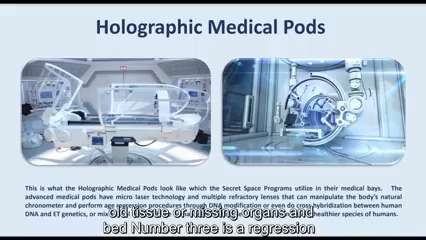 Holographic Medical Pods
This is what the Holographic Medical Pods look like which the Secret Space Programs utilize in their medical bays. The
advanced medical pods have micro laser technology and multiple refractory lenses that can manipulate the body's natural
chronometer and perform age regression procedures through DNA modification or even do cross hybridization between human
DNA and ET genetics, or mix healthier species of humans.
old tissue or missing organs and
bed Number three is a regression